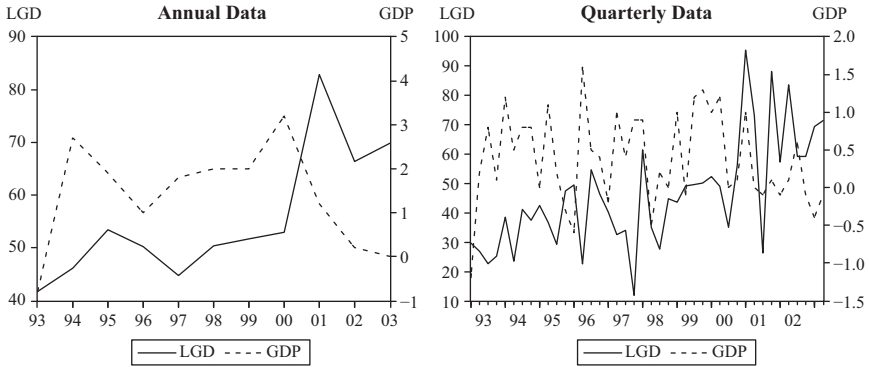 LGD Annual Data GDP
90 5
80 4
3
70 2
60 1
50 0
40 −1
93 94 95 96 97 98 99 00 01 02 03
LGD GDP
LGD Quarterly Data GDP
100 2.0
90 1.5
80
70 1.0
60 0.5
50 0.0
40
30 −0.5
20 −1.0
10 −1.5
93 94 95 96 97 98 99 00 01 02
LGD GDP